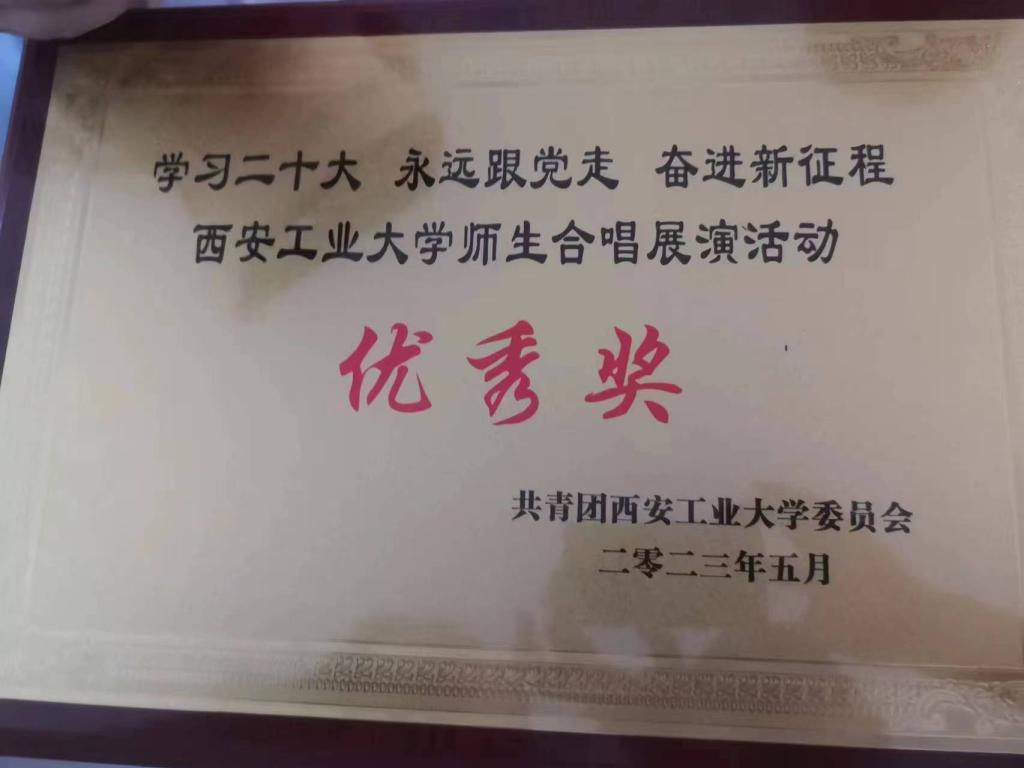 学习二十大 永远跟党走 奋进新征程
西安工业大学师生合唱展演活动
优秀奖
共青团西安工业大学委员会
二零二三年五月